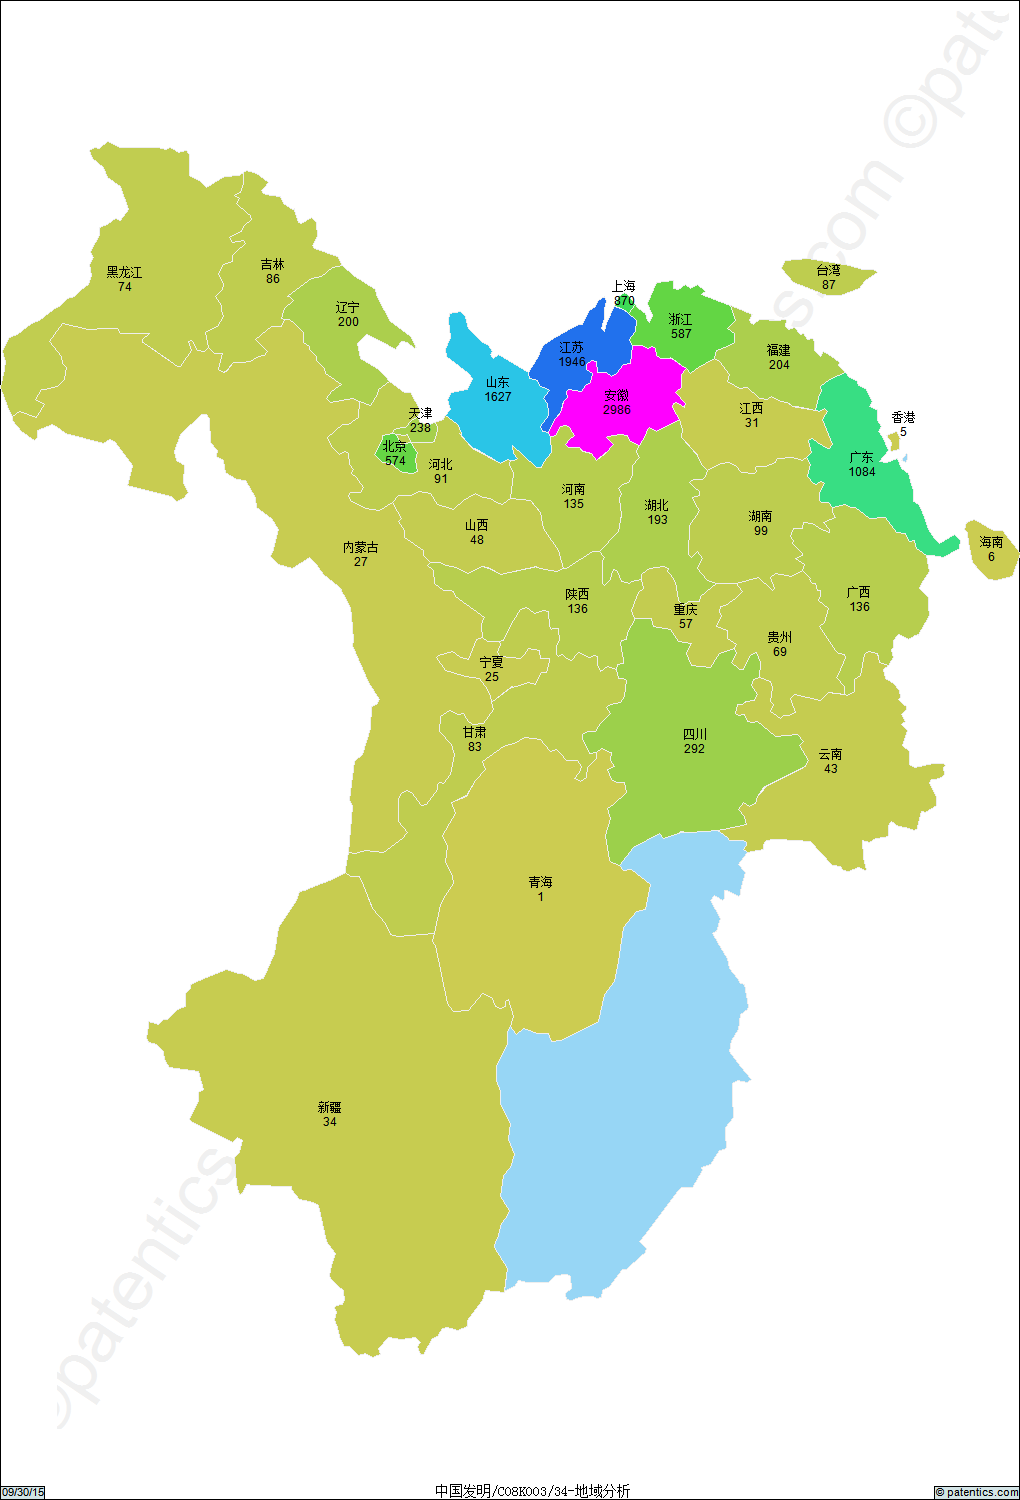 ©patentics.com ©patentics
黑龙江
74
吉林
86
辽宁
200
台湾
87
上海
870
浙江
587
江苏
1946
福建
204
山东
1627
安徽
2986
江西
31
香港
5
天津
238
北京
574
河北
91
广东
1084
河南
135
湖北
193
湖南
99
山西
48
海南
6
内蒙古
27
陕西
136
重庆
57
广西
136
贵州
69
宁夏
25
甘肃
83
四川
292
云南
43
青海
1
新疆
34
09/30/15
中国发明/C08K003/34-地域分析
© patentics.com